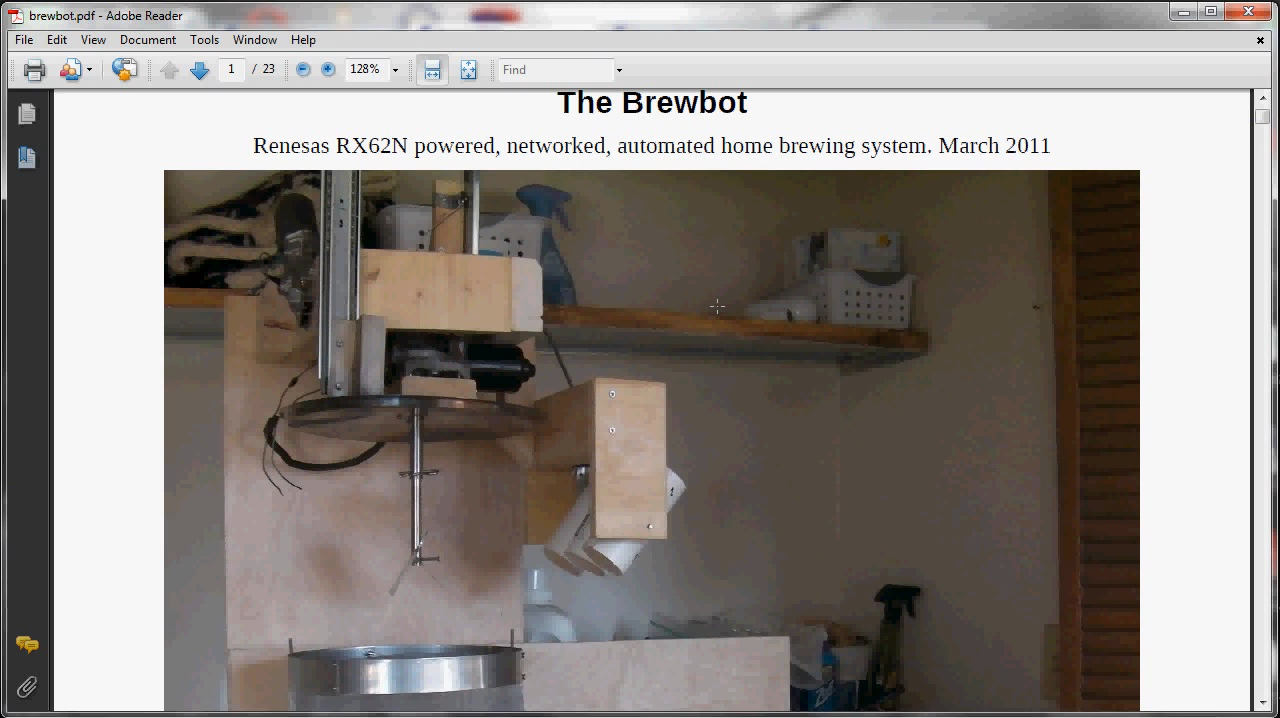 brewbot.pdf - Adobe Reader
File Edit View Document Tools Window Help
1 / 23 128% Find
The Brewbot
Renesas RX62N powered, networked, automated home brewing system. March 2011